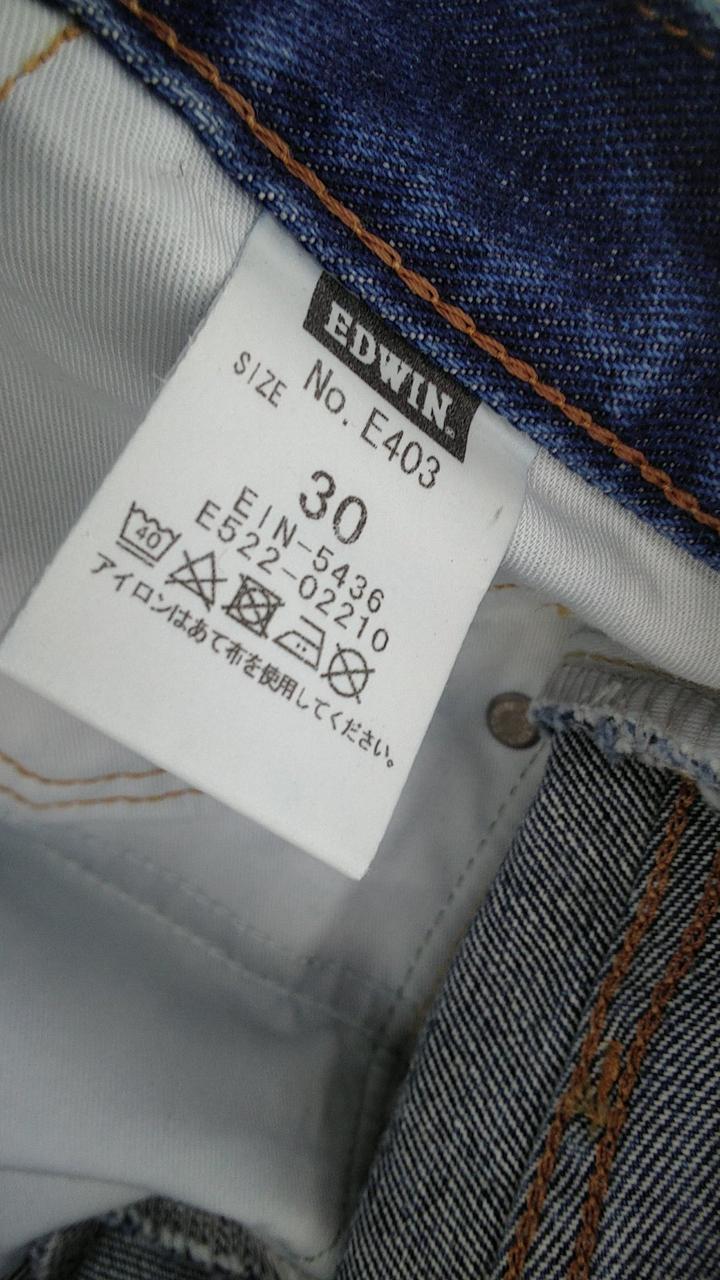 EDWIN.
No. E403
SIZE
30
EIN-5436
E522-02210
40
アイロンはあて布を使用してください。